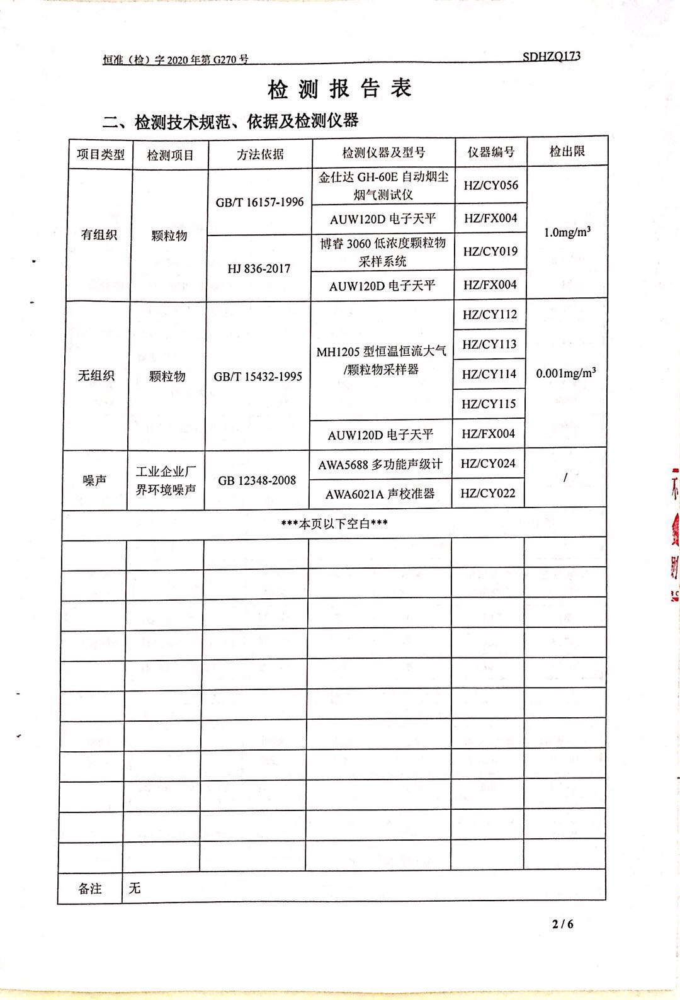 恒准（检）字 2020 年第 G270 号
SDHZQ173
检测报告表
二、检测技术规范、依据及检测仪器
项目类型 检测项目 方法依据 检测仪器及型号 仪器编号 检出限
有组织
颗粒物
GB/T 16157-1996
金仕达 GH-60E 自动烟尘
烟气测试仪
HZ/CY056
AUW120D 电子天平
HZ/FX004
HJ 836-2017
博睿 3060 低浓度颗粒物
采样系统
HZ/CY019
AUW120D 电子天平
HZ/FX004
1.0mg/m³
无组织
颗粒物
GB/T 15432-1995
MH1205 型恒温恒流大气
/颗粒物采样器
HZ/CY112
HZ/CY113
HZ/CY114
HZ/CY115
AUW120D 电子天平
HZ/FX004
0.001mg/m³
噪声
工业企业厂
界环境噪声
GB 12348-2008
AWA5688 多功能声级计
HZ/CY024
AWA6021A 声校准器
HZ/CY022
/
***本页以下空白***
备注 无
2 / 6